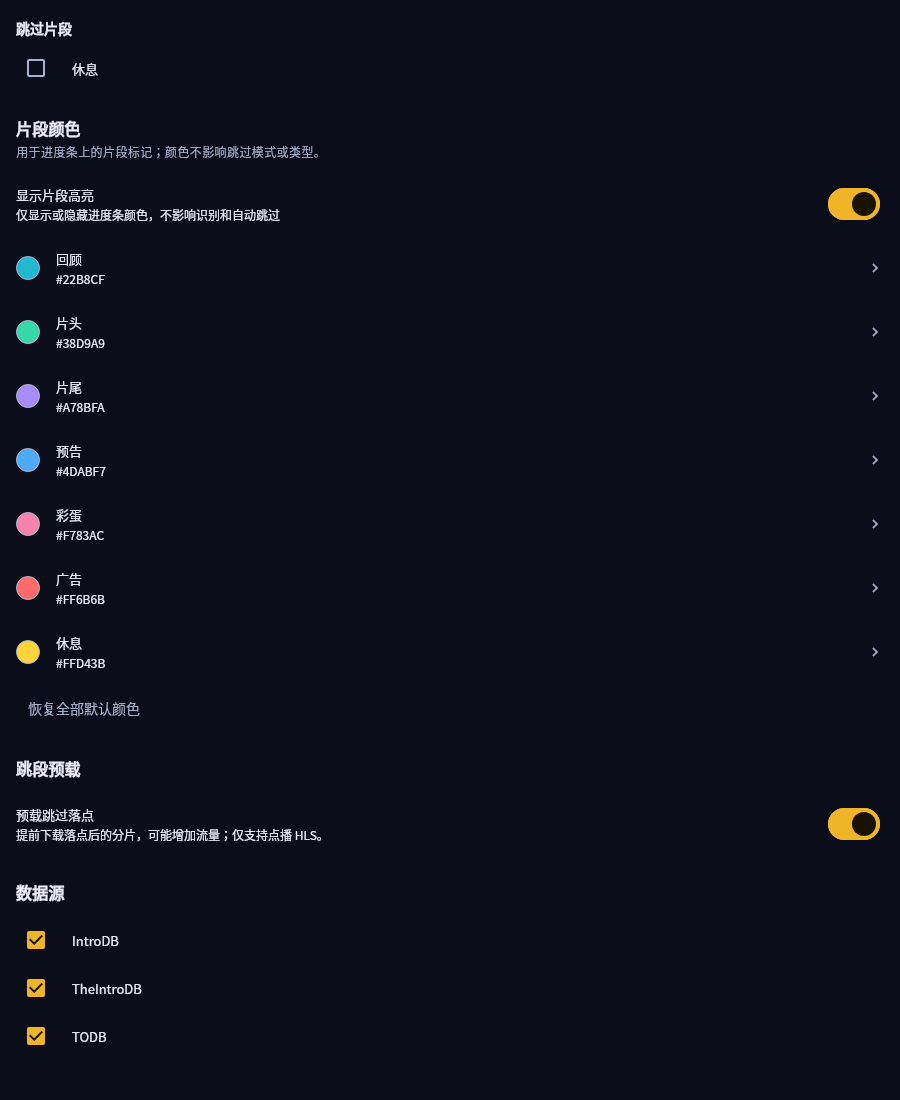 跳过片段
休息
片段颜色
用于进度条上的片段标记；颜色不影响跳过模式或类型。
显示片段高亮
仅显示或隐藏进度条颜色，不影响识别和自动跳过
回顾
#22B8CF
片头
#38D9A9
片尾
#A78BFA
预告
#4DABF7
彩蛋
#F783AC
广告
#FF6B6B
休息
#FFD43B
恢复全部默认颜色
跳段预载
预载跳过落点
提前下载落点后的分片，可能增加流量；仅支持点播 HLS。
数据源
IntroDB
TheIntroDB
TODB